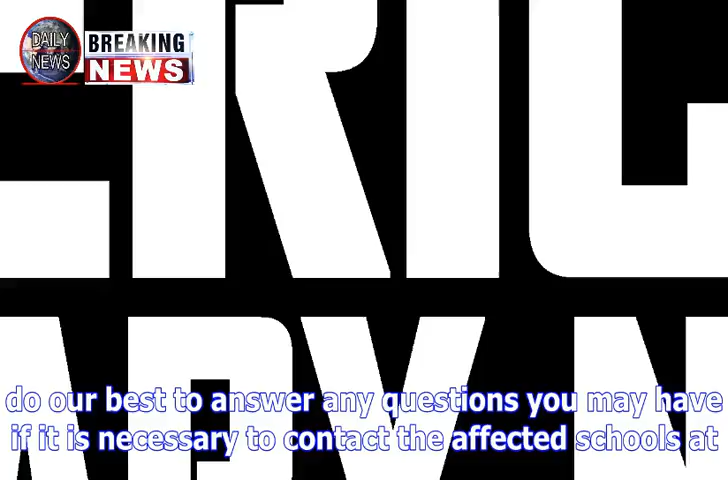 DAILY
NEWS
BREAKING
NEWS
ERIC
do our best to answer any questions you may have
if it is necessary to contact the affected schools at